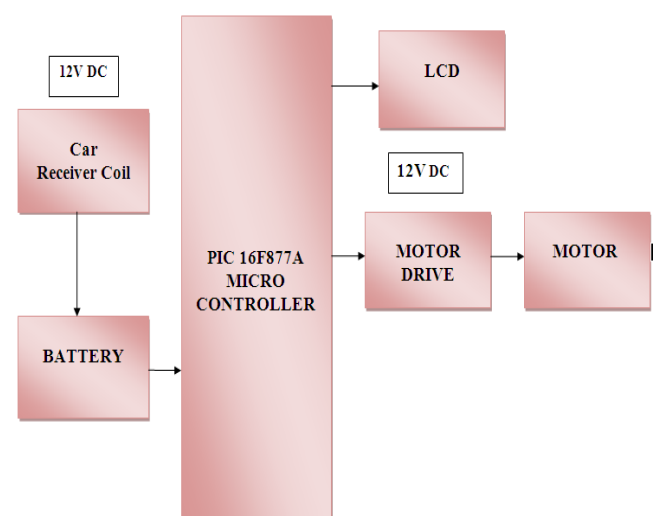 12V DC
Car
Receiver Coil
BATTERY
PIC 16F877A
MICRO
CONTROLLER
LCD
12V DC
MOTOR
DRIVE
MOTOR